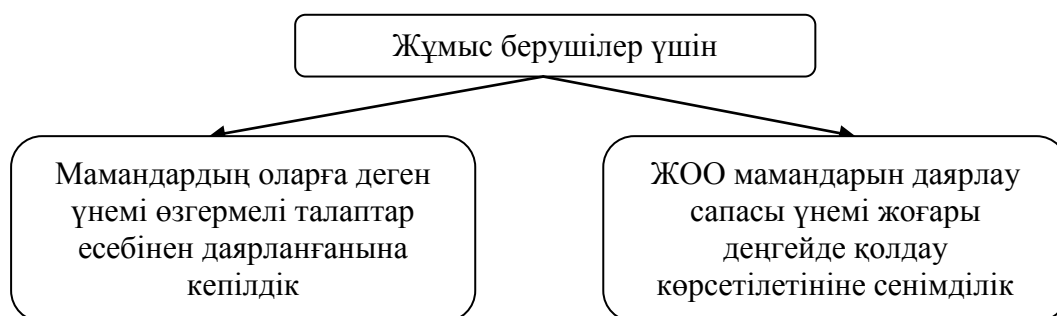 Жұмыс берушілер үшін
Мамандардың оларға деген
үнемі өзгермелі талаптар
есебінен даярланғанына
кепілдік
ЖОО мамандарын даярлау
сапасы үнемі жоғары
деңгейде қолдау
көрсетілетініне сенімділік